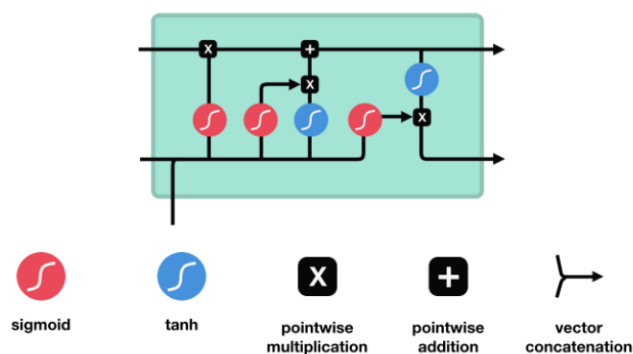 X
+
X
X
X
+
sigmoid
tanh
pointwise
multiplication
pointwise
addition
vector
concatenation